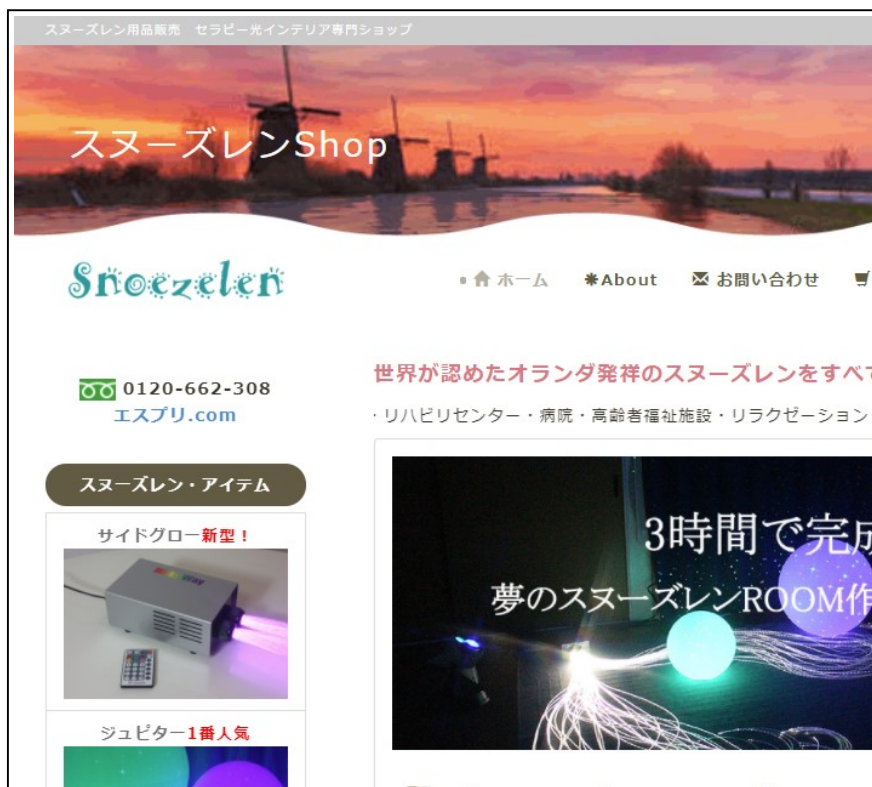 スヌーズレン用品販売　セラピー光インテリア専門ショップ
スヌーズレンShop
Snoezelen
ホーム
About
お問い合わせ
0120-662-308
エスプリ.com
世界が認めたオランダ発祥のスヌーズレンをすべて
・リハビリセンター・病院・高齢者福祉施設・リラクゼーション
スヌーズレン・アイテム
サイドグロー新型！
3時間で完成
夢のスヌーズレンROOM作
ジュピター1番人気